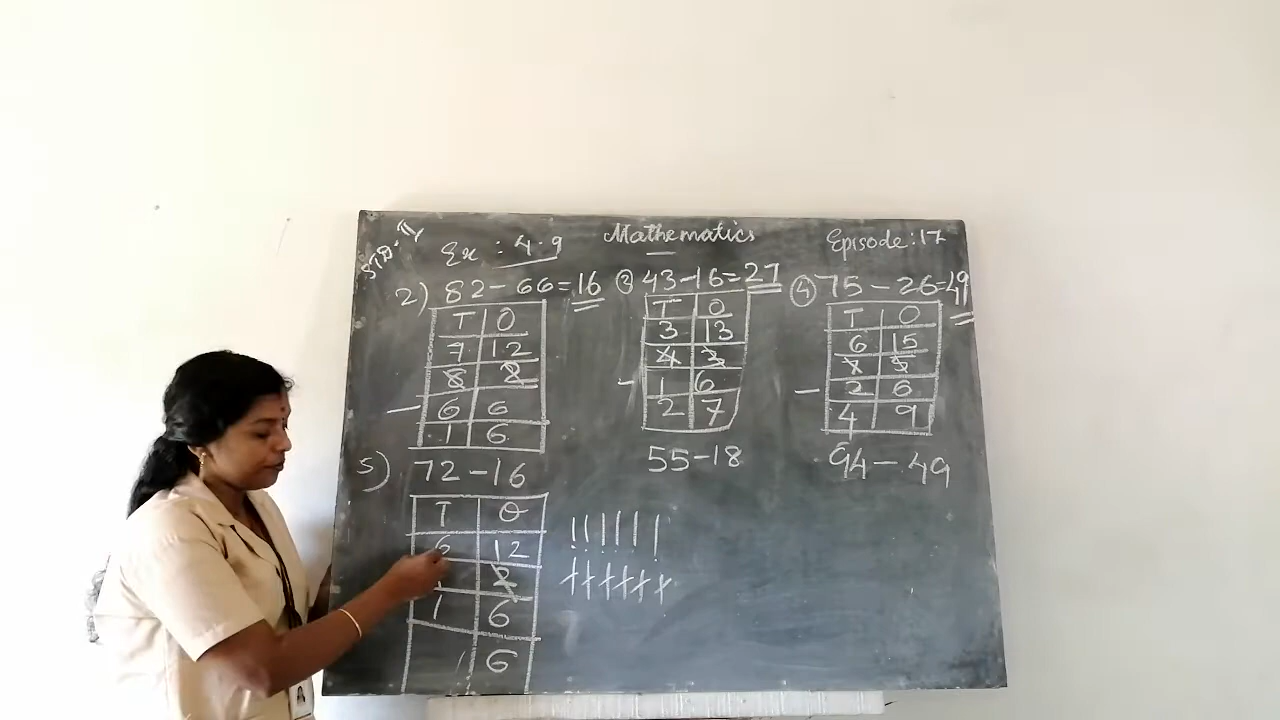 STD-IV
Ex : 4.9
Mathematics
Episode:17
2) 82-66=16
T O
7 12
8 2
- 6 6
1 6
③ 43-16=27
T O
3 13
4 3
- 1 6
2 7
④ 75-26=49
T O
6 15
7 5
- 2 6
4 9
5) 72-16
T O
6 12
2
1 6
6
55-18
94-49